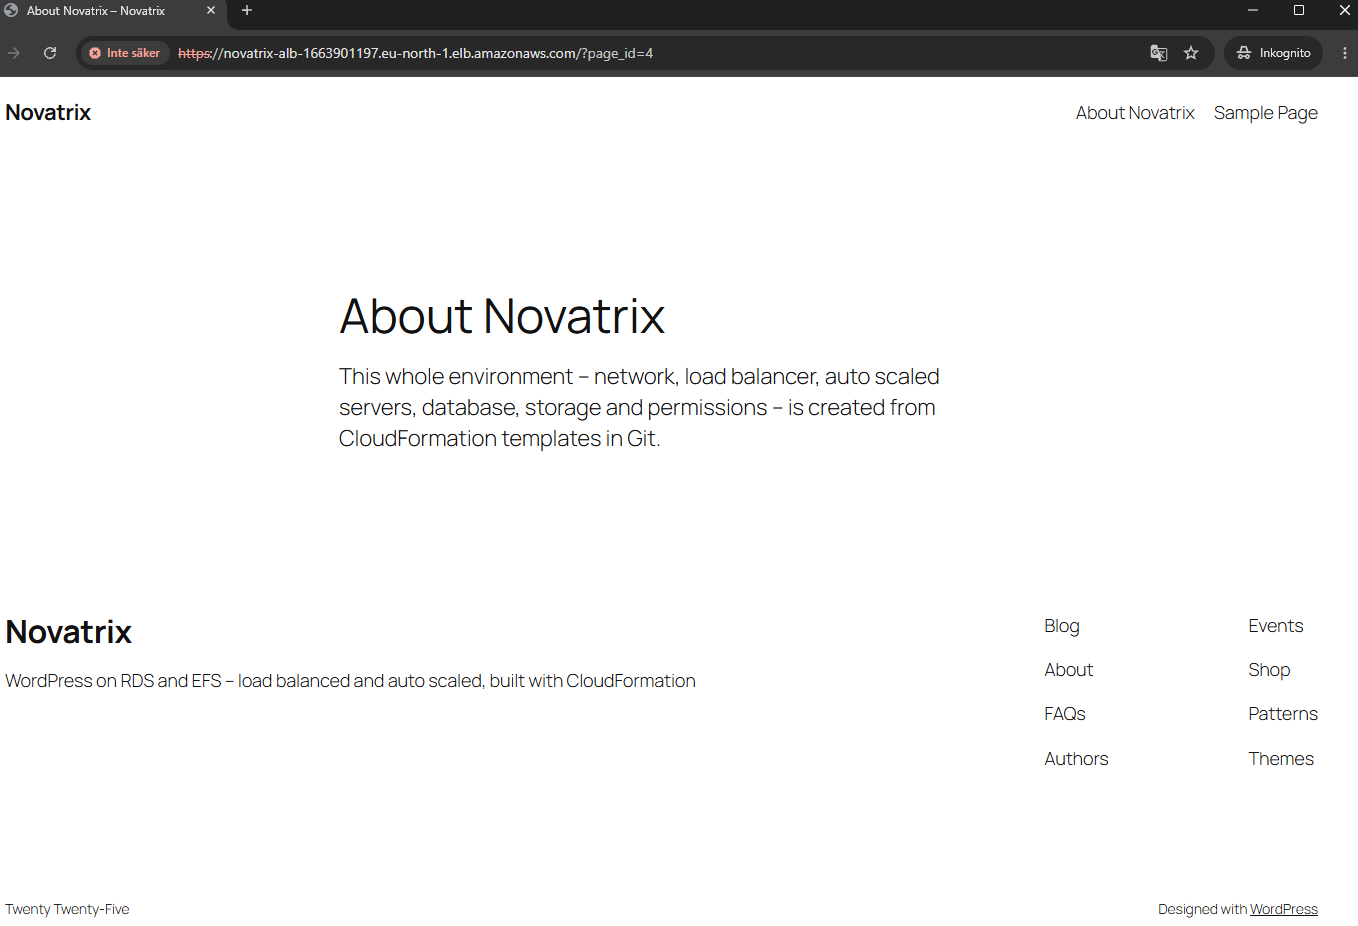 About Novatrix – Novatrix
Inte säker
https://novatrix-alb-1663901197.eu-north-1.elb.amazonaws.com/?page_id=4
Inkognito
Novatrix
About Novatrix
Sample Page
About Novatrix
This whole environment – network, load balancer, auto scaled
servers, database, storage and permissions – is created from
CloudFormation templates in Git.
Novatrix
WordPress on RDS and EFS – load balanced and auto scaled, built with CloudFormation
Blog
About
FAQs
Authors
Events
Shop
Patterns
Themes
Twenty Twenty-Five
Designed with WordPress